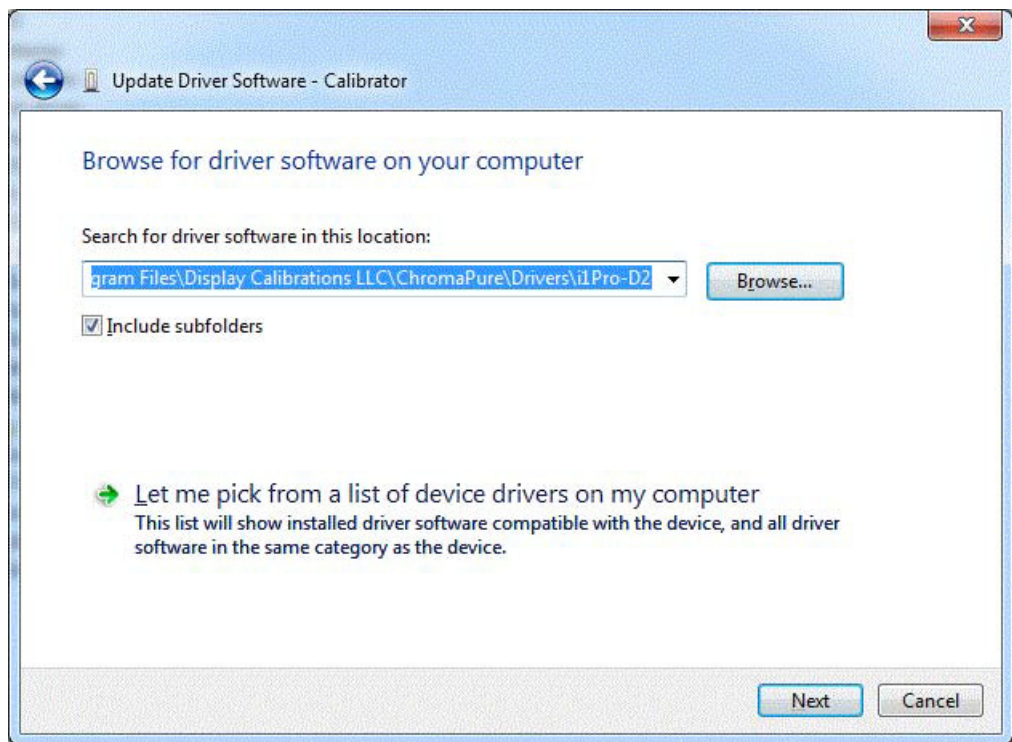 Update Driver Software - Calibrator
Browse for driver software on your computer
Search for driver software in this location:
gram Files\Display Calibrations LLC\ChromaPure\Drivers\i1Pro-D2
Browse...
Include subfolders
Let me pick from a list of device drivers on my computer
This list will show installed driver software compatible with the device, and all driver
software in the same category as the device.
Next
Cancel